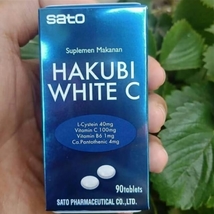 sato
Suplemen Makanan
HAKUBI
WHITE C
L.Cystein 40mg
Vitamin C 100mg
Vitamin B6 1mg
Ca.Pantothenic 4mg
90tablets
SATO PHARMACEUTICAL CO.,LTD.